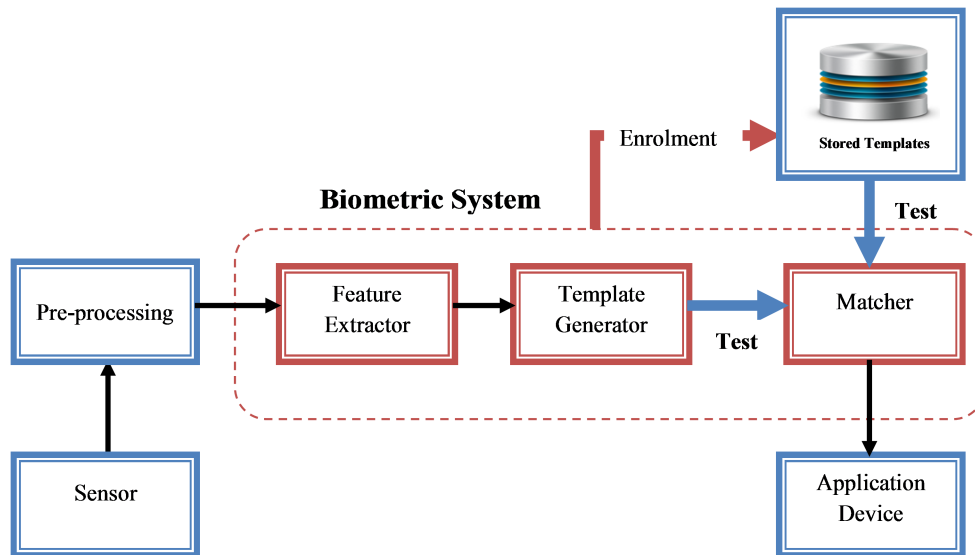 Enrolment
Stored Templates
Biometric System
Test
Pre-processing
Feature
Extractor
Template
Generator
Test
Matcher
Sensor
Application
Device